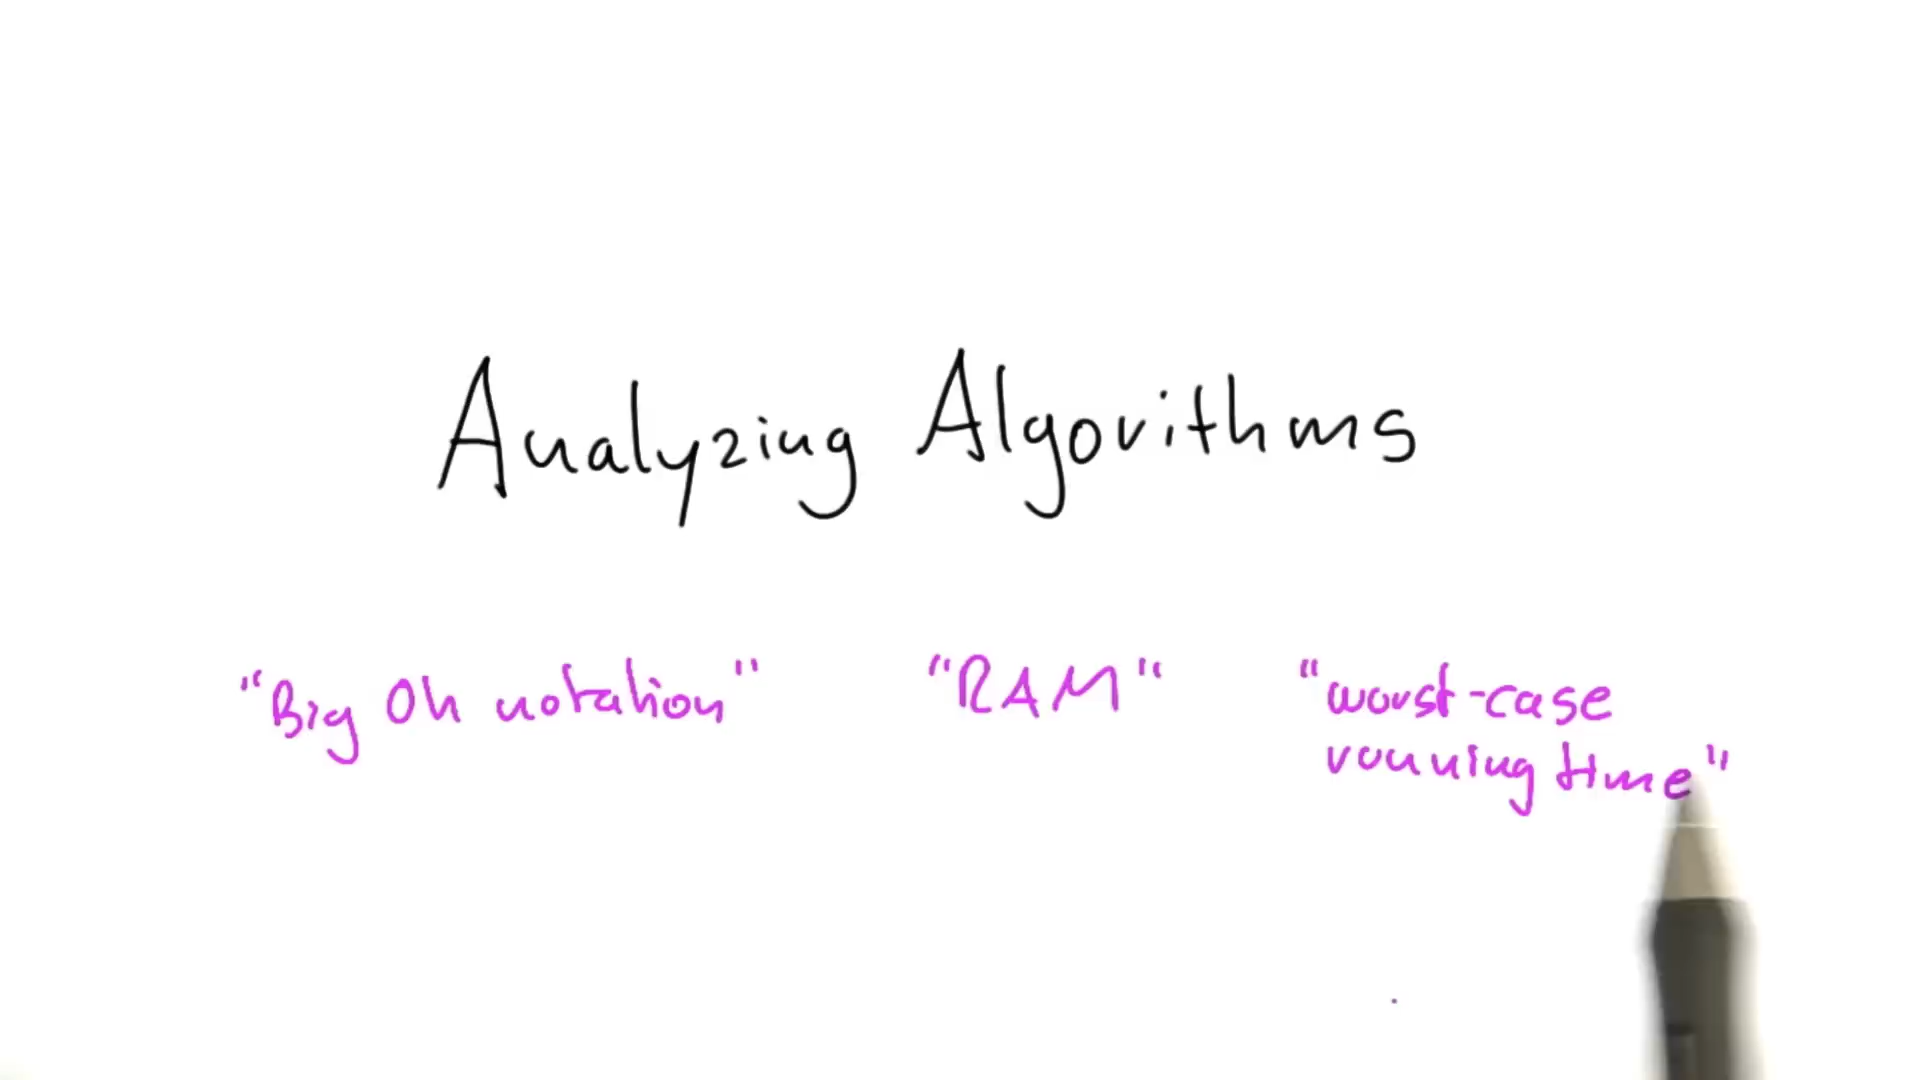 Analyzing Algorithms
"Big Oh notation" "RAM" "worst-case
running time"